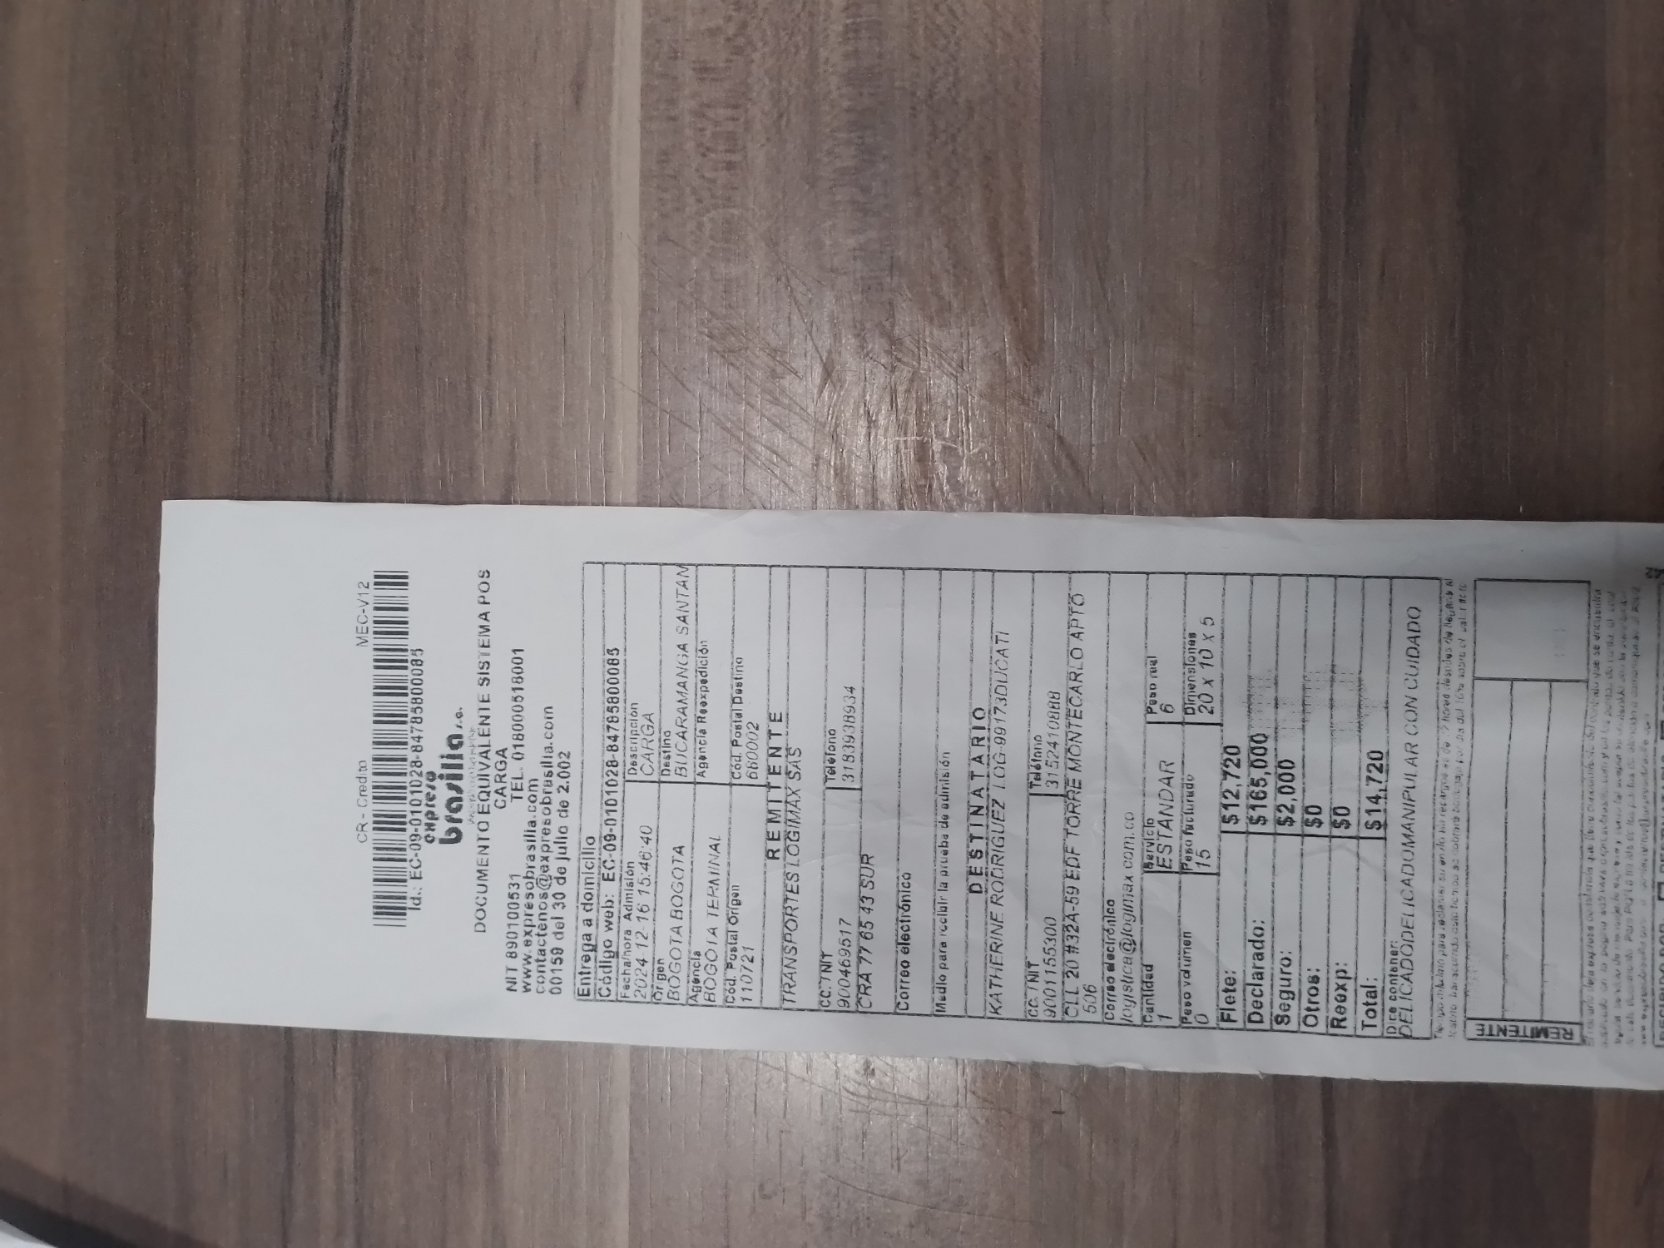 CR - Credito MEC-V12
Id.: EC-09-0101028-84785800085
expreso
brasilia s.a.
DOCUMENTO EQUIVALENTE SISTEMA POS
CARGA
NIT 890100531 TEL. 018000518001
www.expresobrasilia.com
contactenos@expresobrasilia.com
00159 del 30 de julio de 2.002
Entrega a domicilio
Código web: EC-09-0101028-84785800085
Fecha/hora Admisión Descripción
2024-12-16 15:46:40 CARGA
Origen Destino
BOGOTA BOGOTA BUCARAMANGA SANTAN
Agencia Agencia Reexpedición
BOGOTA TERMINAL
Cód. Postal Origen Cód. Postal Destino
110721 680002
REMITENTE
TRANSPORTES LOGIMAX SAS
CC. / NIT Teléfono
900469517 3183938934
CRA 77 65 43 SUR
Correo electrónico
Medio para recibir la prueba de admisión
DESTINATARIO
KATHERINE RODRIGUEZ LOG-99173DUCATI
CC. / NIT Teléfono
9001155300 3152410888
CLL 20 #32A-59 EDF TORRE MONTECARLO APTO
506
Correo electrónico
logistica@logimax.com.co
Cantidad Servicio Peso real
1 ESTANDAR 6
Peso volumen Peso facturado Dimensiones
0 15 20 x 10 x 5
Flete: $12,720
Declarado: $165,000
Seguro: $2,000
Otros: $0
Reexp: $0
Total: $14,720
Dice contener:
DELICADODELICADUMANIPULAR CON CUIDADO
REMITENTE